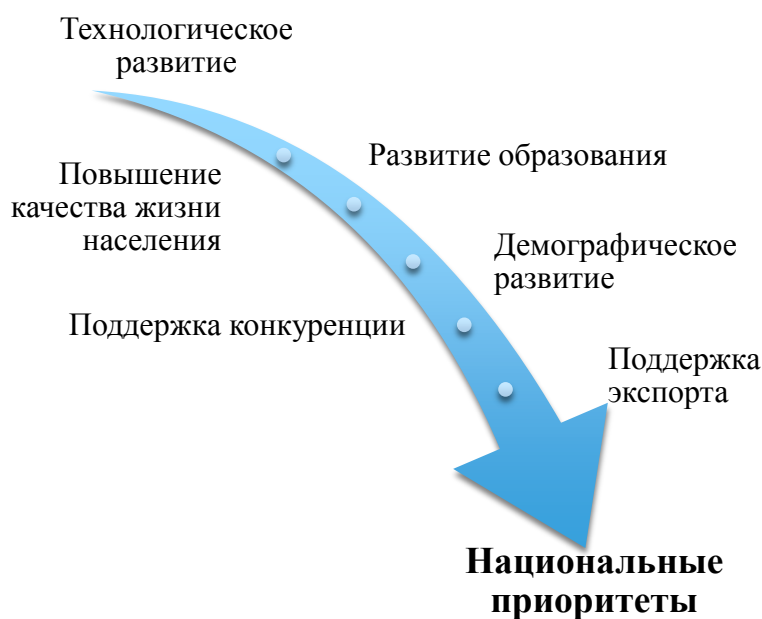 Технологическое
развитие
Развитие образования
Повышение
качества жизни
населения
Демографическое
развитие
Поддержка конкуренции
Поддержка
экспорта
Национальные
приоритеты